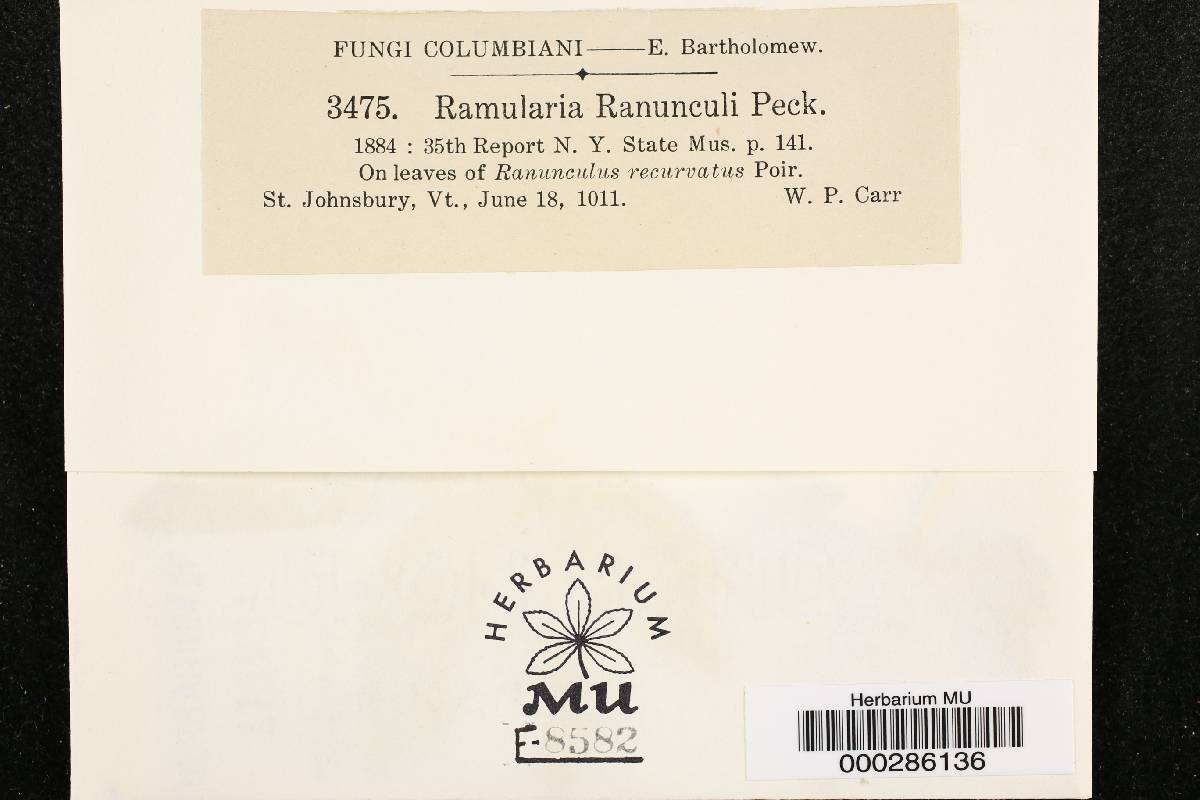 FUNGI COLUMBIANI——E. Bartholomew.
3475. Ramularia Ranunculi Peck.
1884 : 35th Report N. Y. State Mus. p. 141.
On leaves of Ranunculus recurvatus Poir.
St. Johnsbury, Vt., June 18, 1011. W. P. Carr
HERBARIUM
MU
F-8582
Herbarium MU
000286136